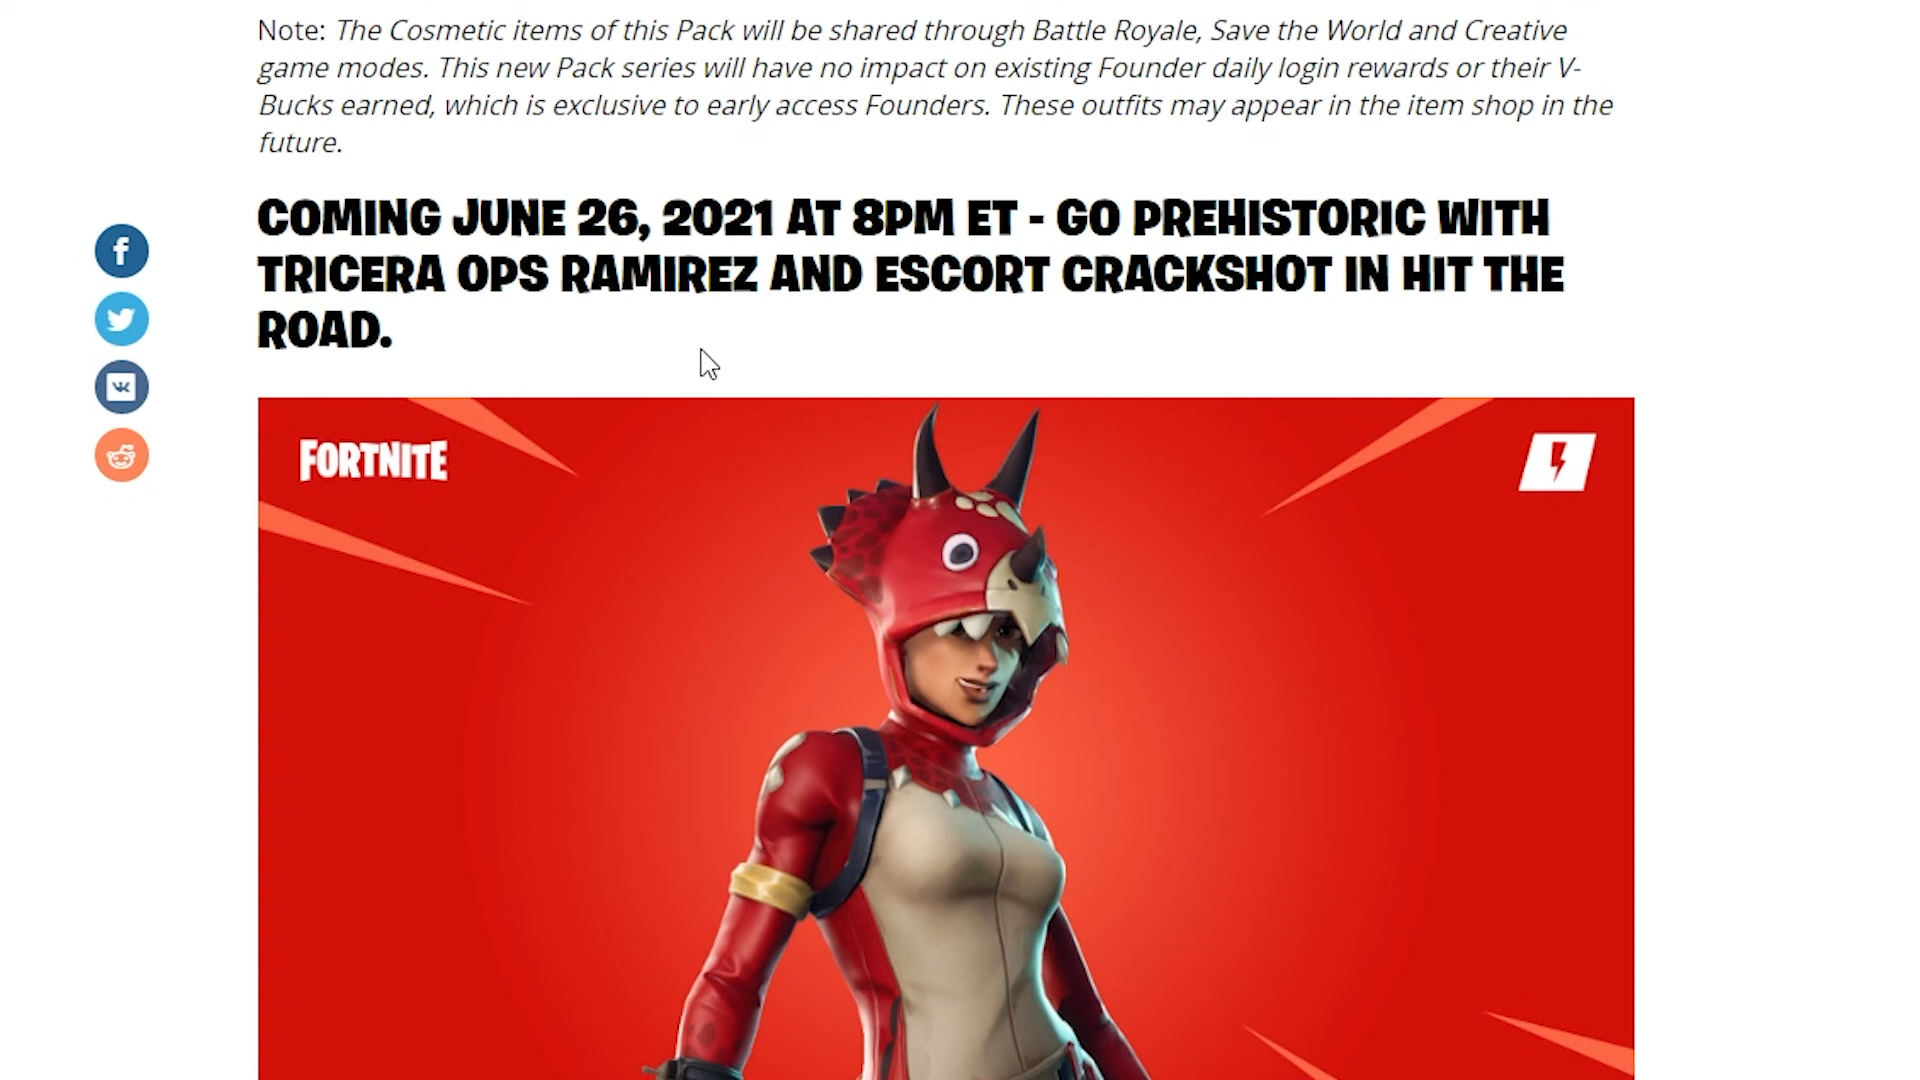 Note: The Cosmetic items of this Pack will be shared through Battle Royale, Save the World and Creative
game modes. This new Pack series will have no impact on existing Founder daily login rewards or their V-
Bucks earned, which is exclusive to early access Founders. These outfits may appear in the item shop in the
future.
COMING JUNE 26, 2021 AT 8PM ET - GO PREHISTORIC WITH
TRICERA OPS RAMIREZ AND ESCORT CRACKSHOT IN HIT THE
ROAD.
FORTNITE